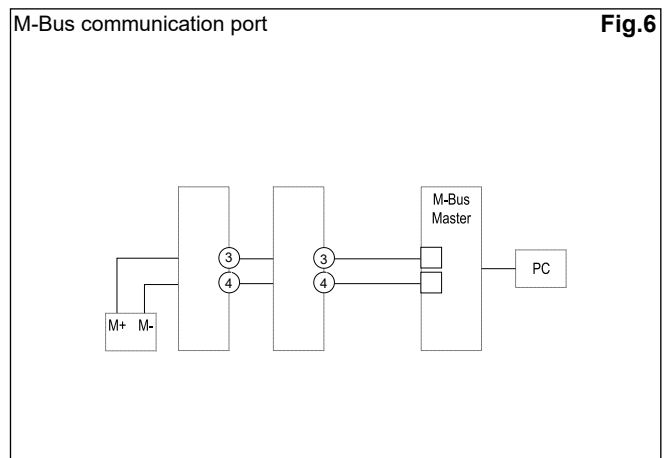 M-Bus communication port
Fig.6
M-Bus
Master
3
3
PC
4
4
M+ M-